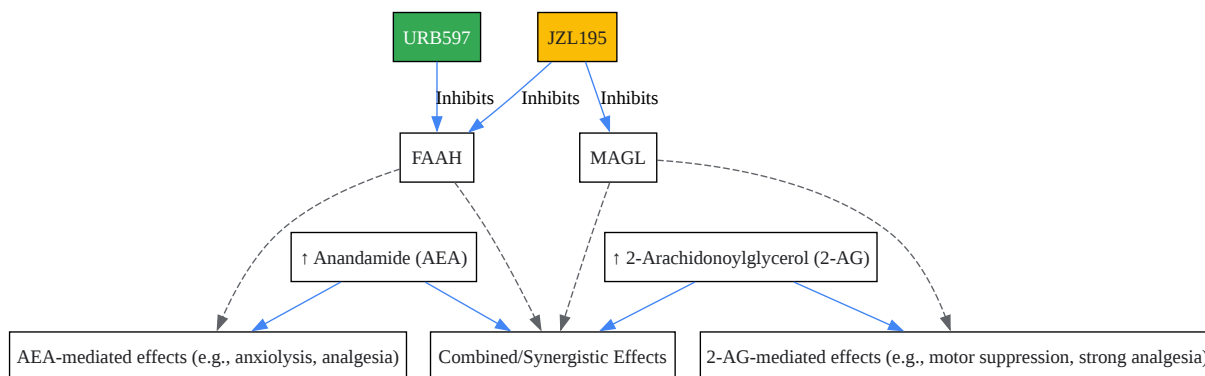 URB597
JZL195
Inhibits
Inhibits
Inhibits
FAAH
MAGL
↑ Anandamide (AEA)
↑ 2-Arachidonoylglycerol (2-AG)
AEA-mediated effects (e.g., anxiolysis, analgesia)
Combined/Synergistic Effects
2-AG-mediated effects (e.g., motor suppression, strong analgesia)